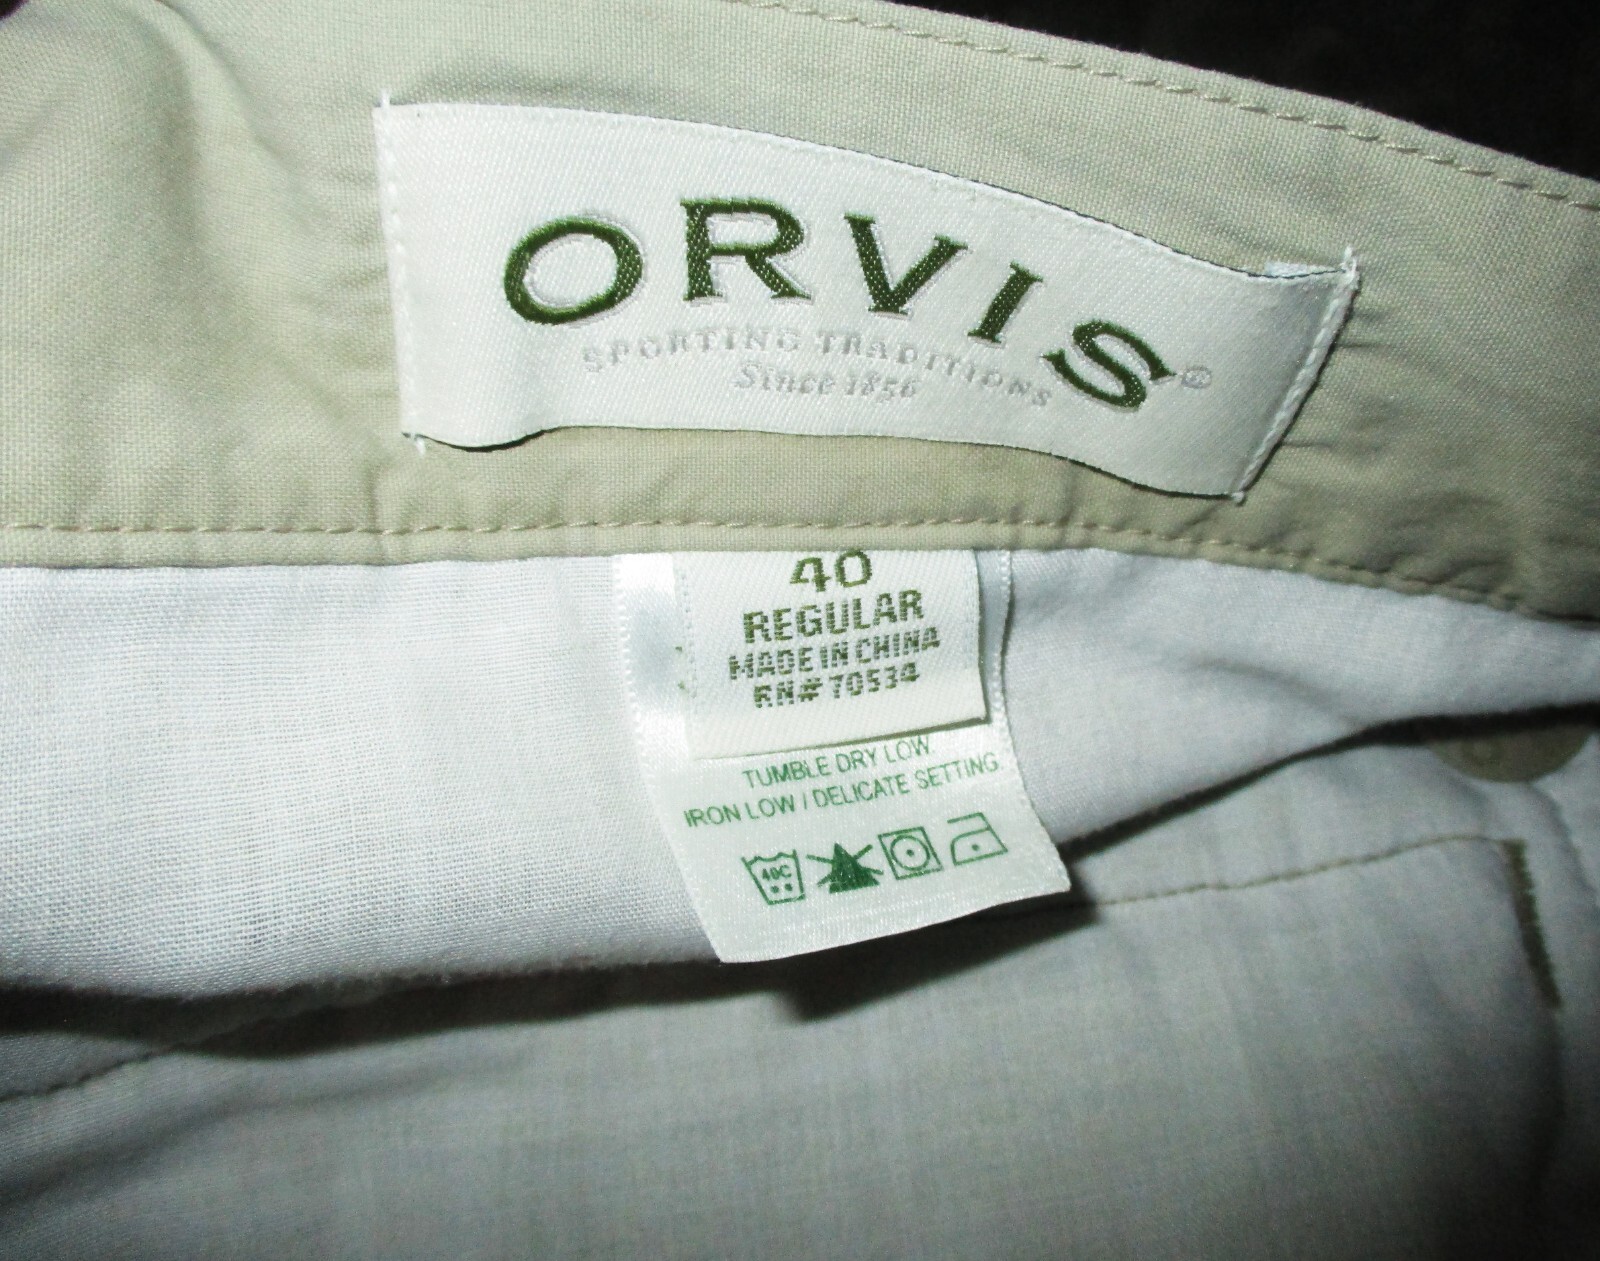 ORVIS®
SPORTING TRADITIONS
Since 1856
40
REGULAR
MADE IN CHINA
RN# 70534
TUMBLE DRY LOW.
IRON LOW / DELICATE SETTING
40C